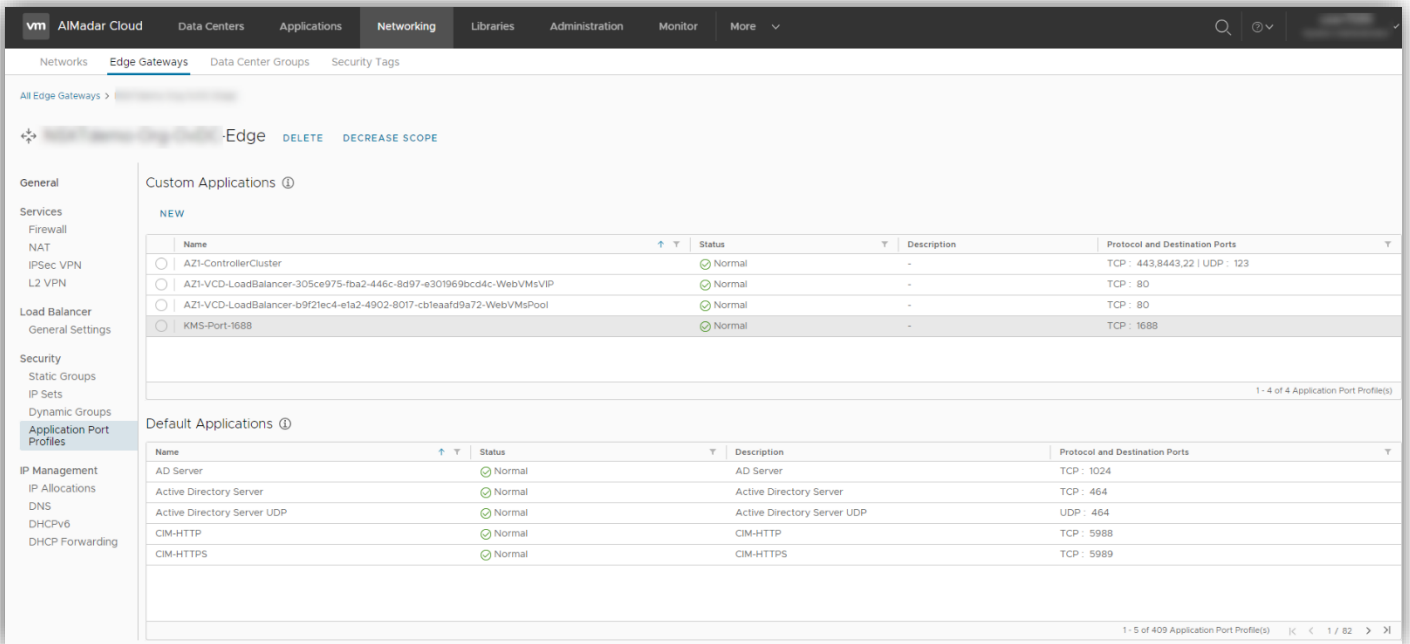 vm AlMadar Cloud Data Centers Applications Networking Libraries Administration Monitor More
Networks Edge Gateways Data Center Groups Security Tags
All Edge Gateways >
-Edge DELETE DECREASE SCOPE
General
Services
Firewall
NAT
IPSec VPN
L2 VPN
Load Balancer
General Settings
Security
Static Groups
IP Sets
Dynamic Groups
Application Port
Profiles
IP Management
IP Allocations
DNS
DHCPv6
DHCP Forwarding
Custom Applications
NEW
Name Status Description Protocol and Destination Ports
AZ1-ControllerCluster Normal - TCP : 443,8443,22 | UDP : 123
AZ1-VCD-LoadBalancer-305ce975-fba2-446c-8d97-e301969bcd4c-WebVMsVIP Normal - TCP : 80
AZ1-VCD-LoadBalancer-b9f21ec4-e1a2-4902-8017-cb1eaafd9a72-WebVMsPool Normal - TCP : 80
KMS-Port-1688 Normal - TCP : 1688
1 - 4 of 4 Application Port Profile(s)
Default Applications
Name Status Description Protocol and Destination Ports
AD Server Normal AD Server TCP : 1024
Active Directory Server Normal Active Directory Server TCP : 464
Active Directory Server UDP Normal Active Directory Server UDP UDP : 464
CIM-HTTP Normal CIM-HTTP TCP : 5988
CIM-HTTPS Normal CIM-HTTPS TCP : 5989
1 - 5 of 409 Application Port Profile(s) 1 / 82